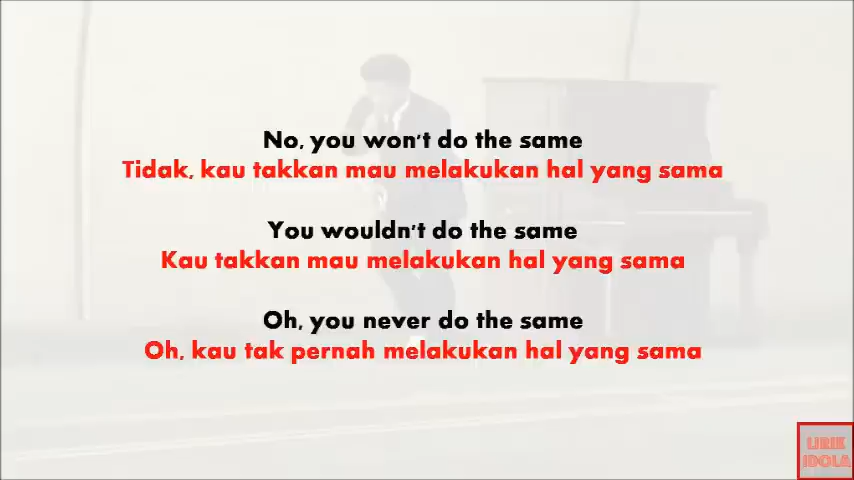 No, you won't do the same
Tidak, kau takkan mau melakukan hal yang sama
You wouldn't do the same
Kau takkan mau melakukan hal yang sama
Oh, you never do the same
Oh, kau tak pernah melakukan hal yang sama
LIRIK
IDOLA